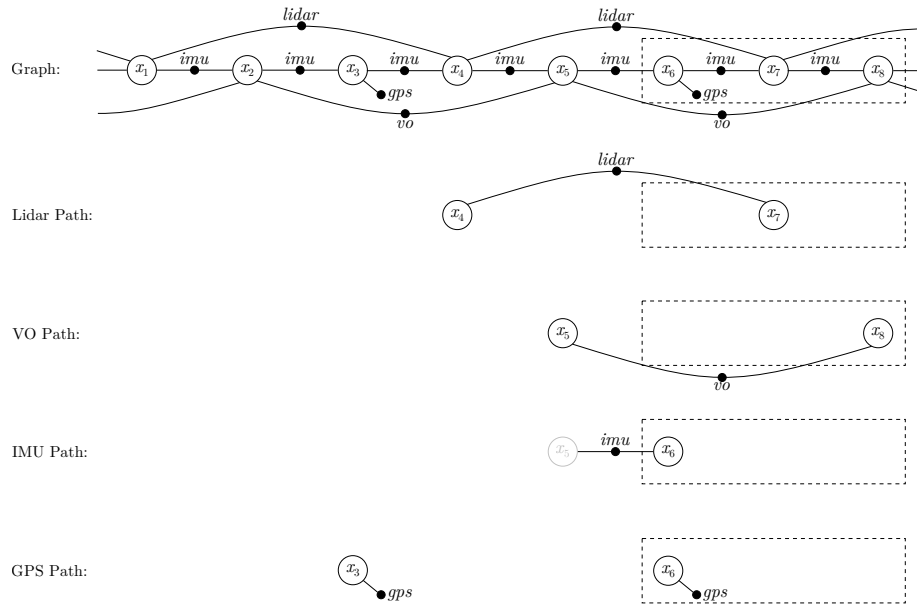 lidar lidar
Graph: x1 imu x2 imu x3 imu x4 imu x5 imu x6 imu x7 imu x8
gps gps
vo vo
lidar
Lidar Path: x4 x7
VO Path: x5 x8
vo
IMU Path: x5 imu x6
GPS Path: x3 x6
gps gps